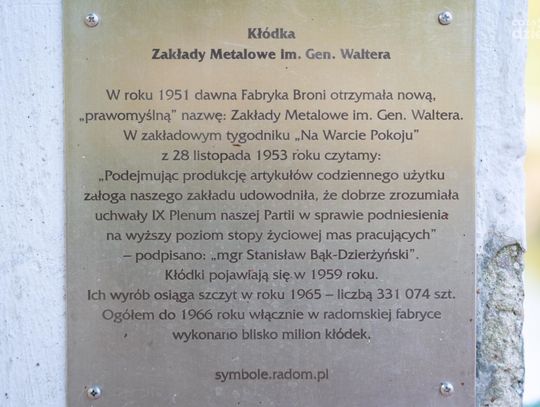 Kłódka
Zakłady Metalowe im. Gen. Waltera
W roku 1951 dawna Fabryka Broni otrzymała nową,
„prawomyślną” nazwę: Zakłady Metalowe im. Gen. Waltera.
W zakładowym tygodniku „Na Warcie Pokoju”
z 28 listopada 1953 roku czytamy:
„Podejmując produkcję artykułów codziennego użytku
załoga naszego zakładu udowodniła, że dobrze zrozumiała
uchwały IX Plenum naszej Partii w sprawie podniesienia
na wyższy poziom stopy życiowej mas pracujących”
– podpisano: „mgr Stanisław Bąk-Dzierżyński”.
Kłódki pojawiają się w 1959 roku.
Ich wyrób osiąga szczyt w roku 1965 – liczbą 331 074 szt.
Ogółem do 1966 roku włącznie w radomskiej fabryce
wykonano blisko milion kłódek.
symbole.radom.pl